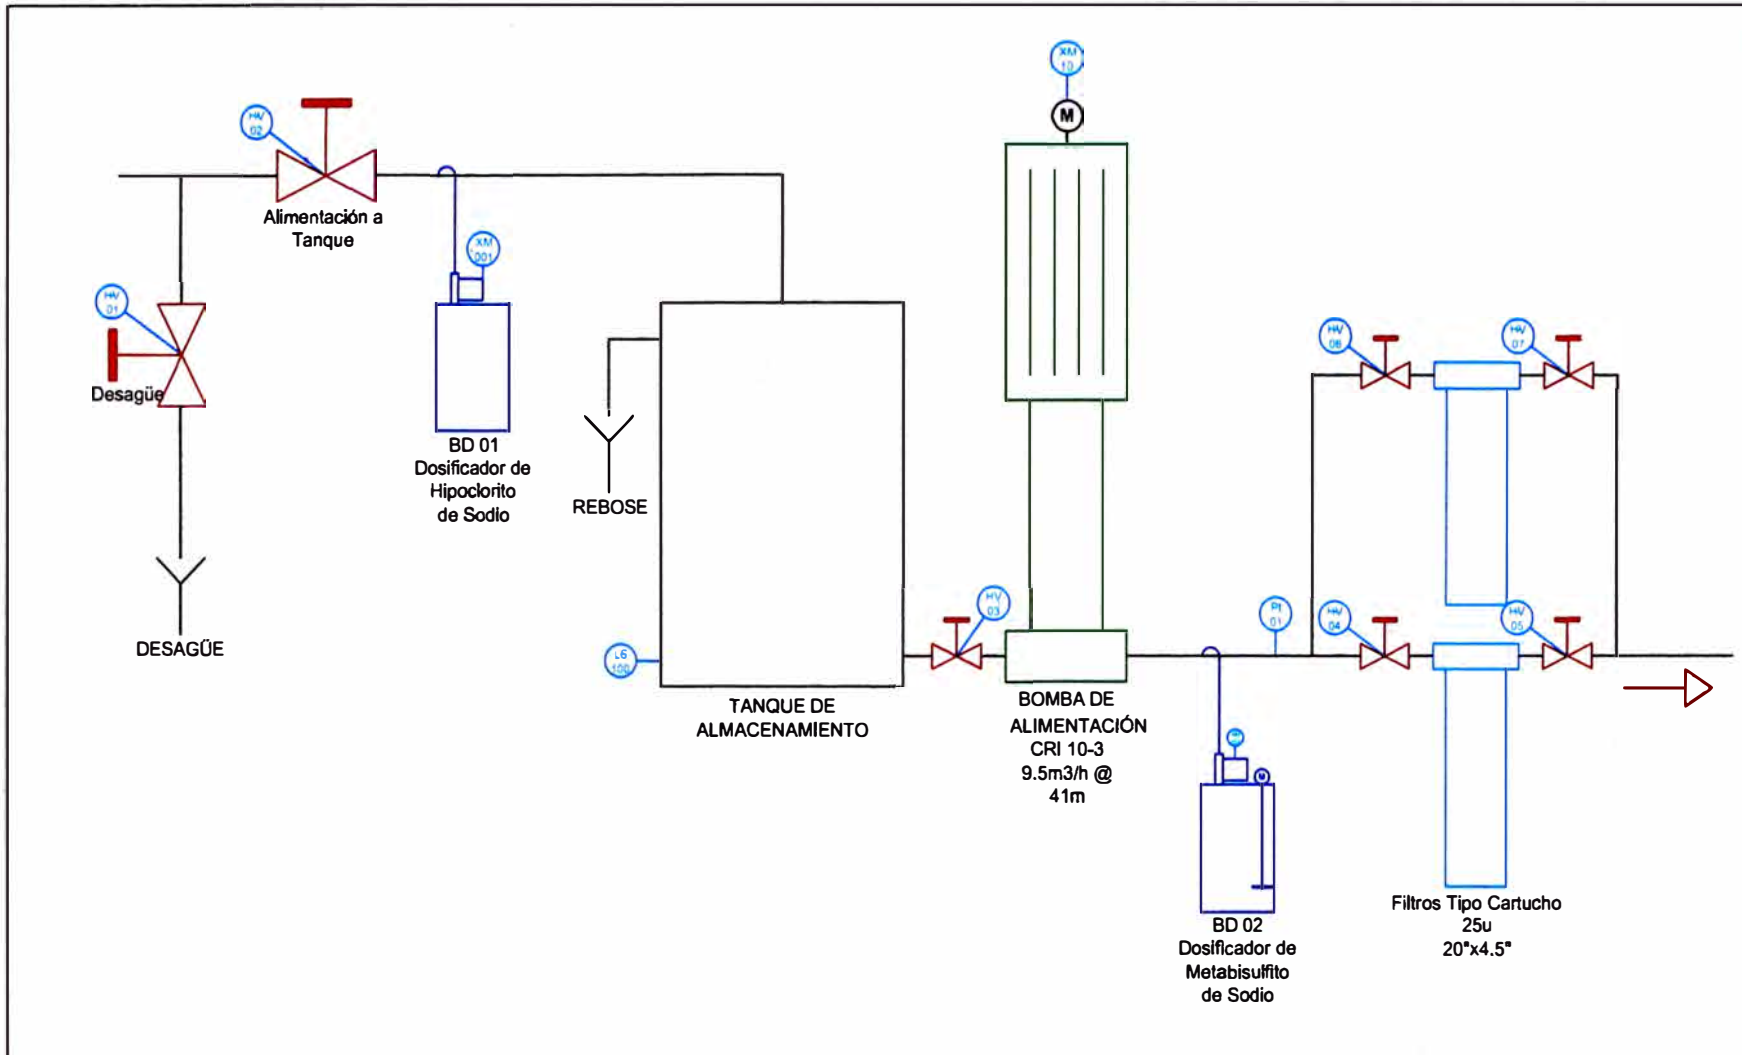 XM
10
M
HV
02
Alimentación a
Tanque
XM
001
HV
01
Desagüe
BD 01
Dosificador de
Hipoclorito
de Sodio
REBOSE
DESAGÜE
HV
06
HV
07
HV
03
PI
01
HV
04
HV
05
100
TANQUE DE
ALMACENAMIENTO
BOMBA DE
ALIMENTACIÓN
CRI 10-3
9.5m3/h @
41m
M
BD 02
Dosificador de
Metabisulfito
de Sodio
Filtros Tipo Cartucho
25u
20"x4.5"